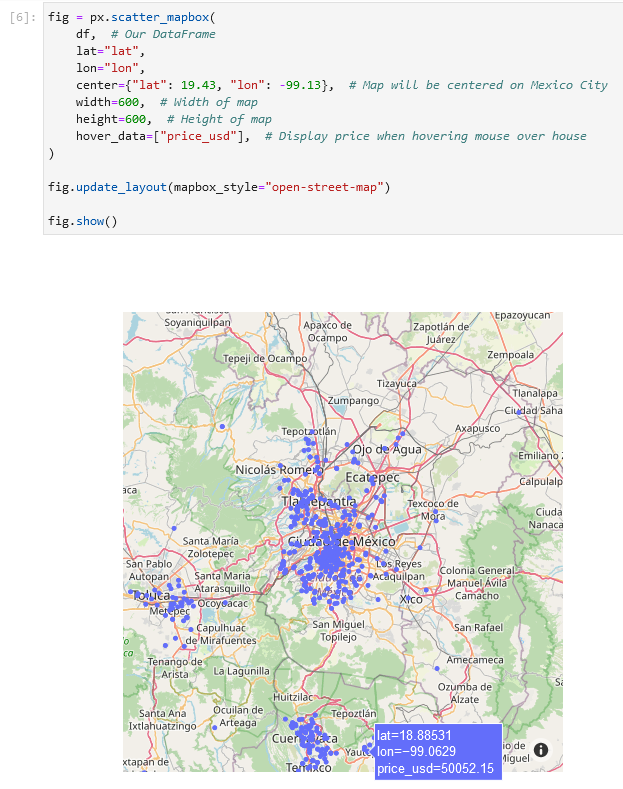 [6]: fig = px.scatter_mapbox(
df,  # Our DataFrame
lat="lat",
lon="lon",
center={"lat": 19.43, "lon": -99.13},  # Map will be centered on Mexico City
width=600,  # Width of map
height=600,  # Height of map
hover_data=["price_usd"],  # Display price when hovering mouse over house
)
fig.update_layout(mapbox_style="open-street-map")
fig.show()
Soyaniquilpan
Apaxco de
Ocampo
Epazoyucan
Zapotlán de
Juárez
Tepeji de Ocampo
Zempoala
Tizayuca
Zumpango
Tlanalapa
Ciudad Saha
Tepotzotlán
Axapusco
Ojo de Agua
Emiliano
Nicolás Romero
Ecatepec
Calpulalp
aca
Tlalnepantla
Texcoco de
Mora
Ciuda
Nanaca
Santa María
Zolotepec
Ciudad de México
San Pablo
Autopan
Santa María
Atarasquillo
Los Reyes
Acaquilpan
Colonia General
Manuel Ávila
Camacho
Toluca
Metepec
Ocoyoacac
Xico
Capulhuac
de Mirafuentes
San Miguel
Topilejo
San Rafael
Tenango de
Arista
La Lagunilla
Amecameca
Huitzilac
Ozumba de
Alzate
Santa Ana
Ixtlahuatzingo
Ocuilan de
Arteaga
Tepoztlán
Cuernavaca
Yaute
io de
Miguel
xtapan de
Temixco
lat=18.88531
lon=−99.0629
price_usd=50052.15